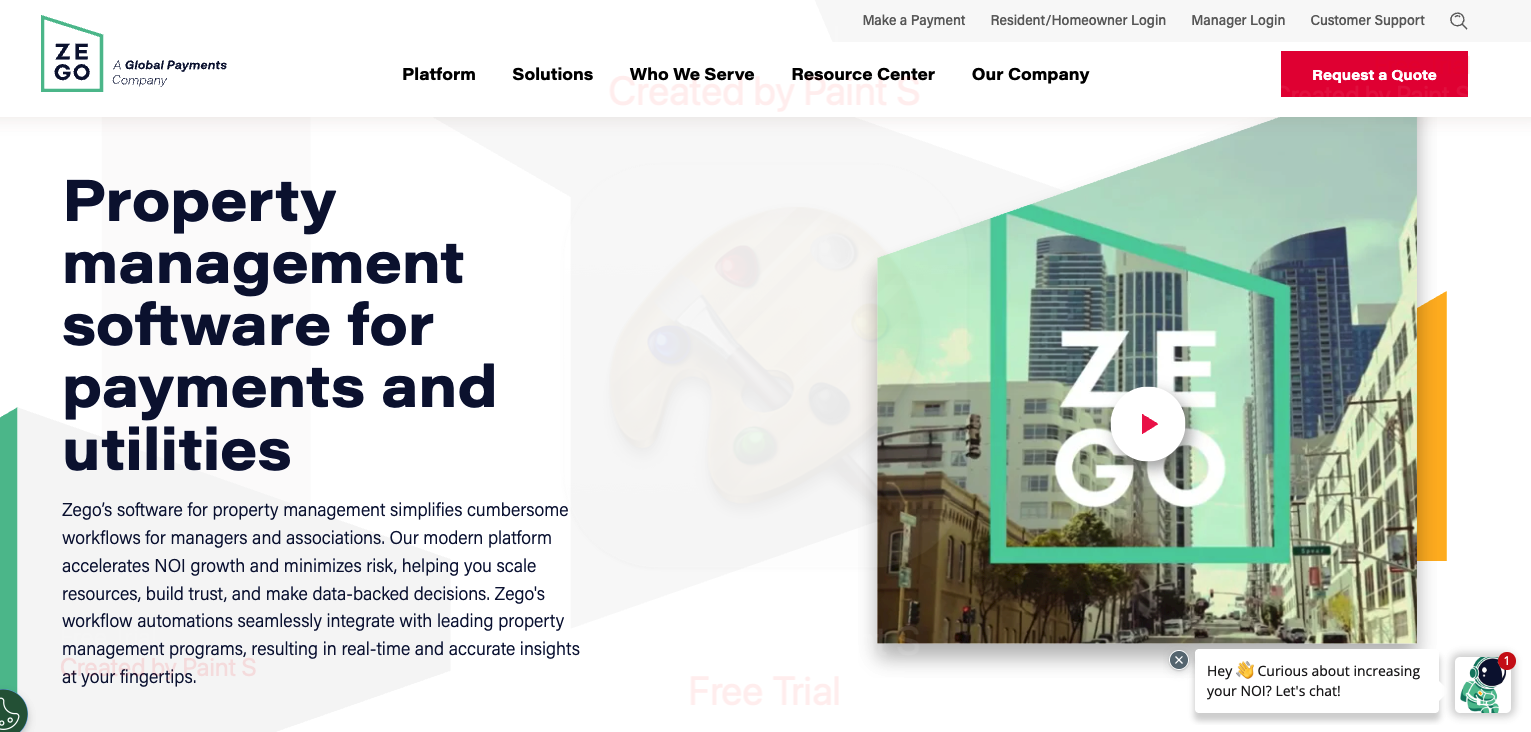 Make a Payment Resident/Homeowner Login Manager Login Customer Support
ZE
GO
A Global Payments
Company
Platform Solutions Who We Serve Resource Center Our Company
Request a Quote
Created by Paint S
Created by Paint S
Property
management
software for
payments and
utilities
ZE
GO
Zego’s software for property management simplifies cumbersome
workflows for managers and associations. Our modern platform
accelerates NOI growth and minimizes risk, helping you scale
resources, build trust, and make data-backed decisions. Zego's
workflow automations seamlessly integrate with leading property
management programs, resulting in real-time and accurate insights
at your fingertips.
Created by Paint S
Free Trial
Hey 👋 Curious about increasing
your NOI? Let's chat!
1